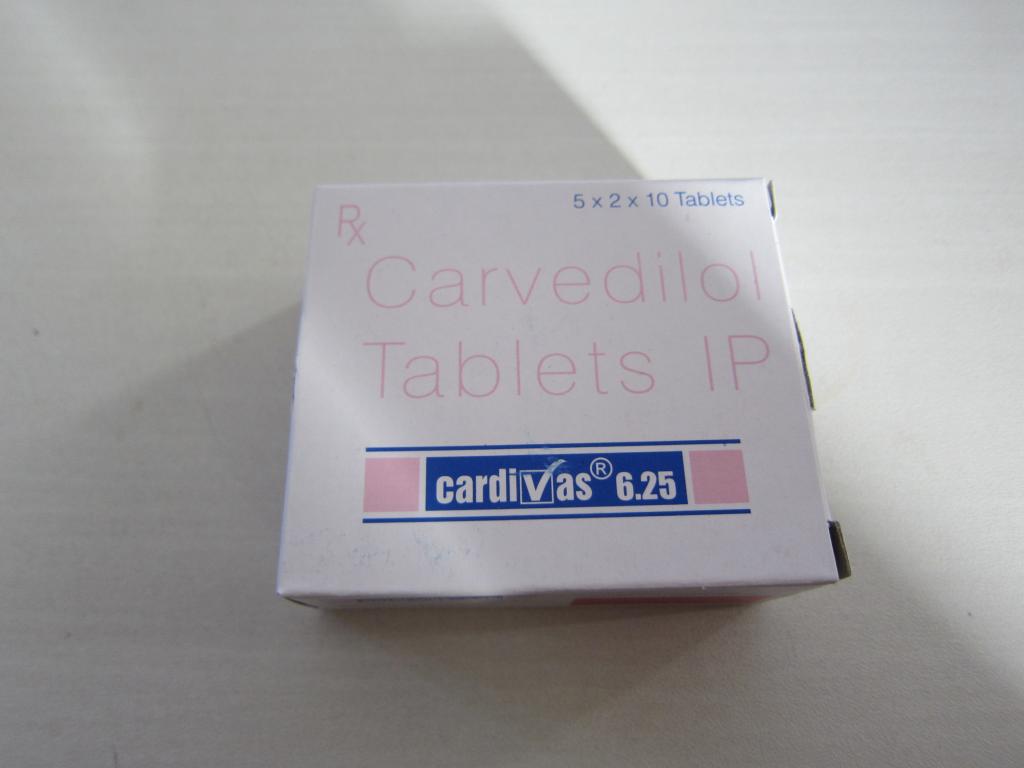 5 x 2 x 10 Tablets
Rx
Carvedilol
Tablets IP
cardivas® 6.25